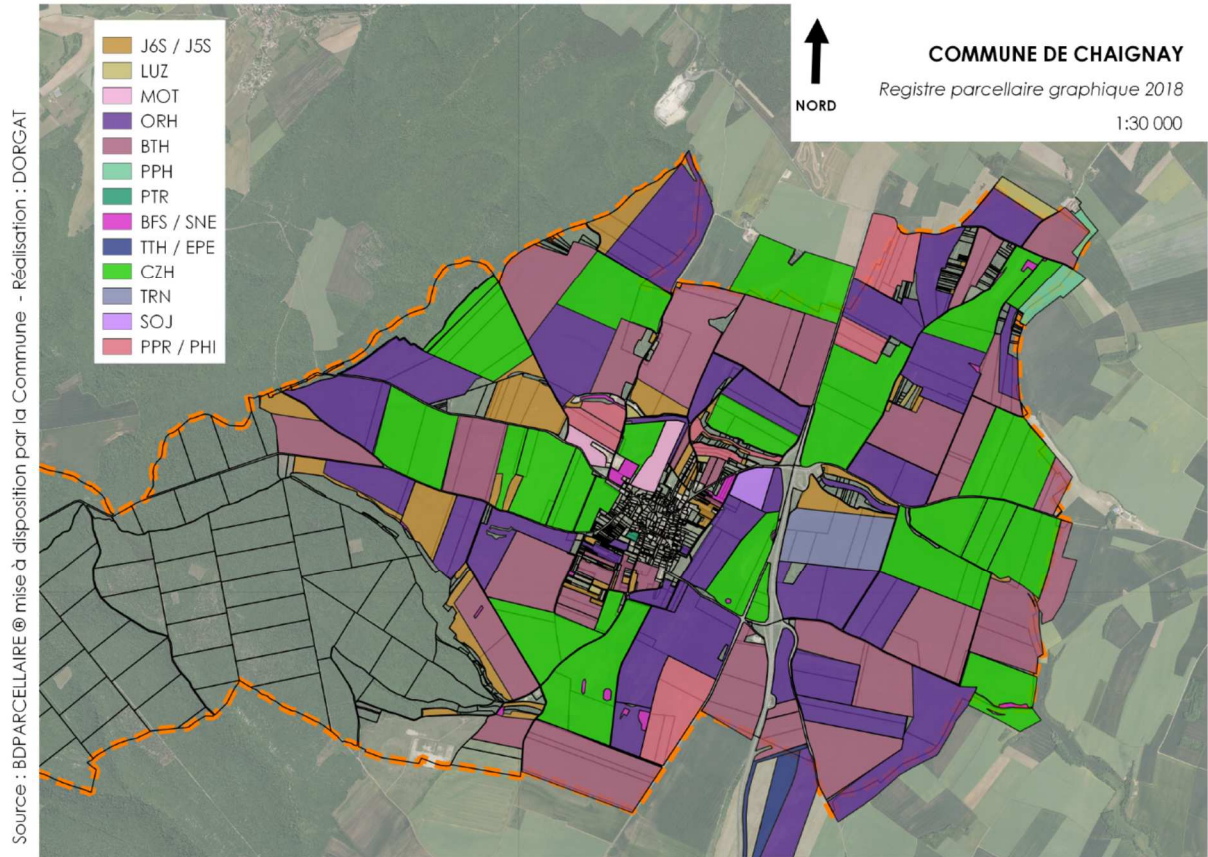 COMMUNE DE CHAIGNAY
Registre parcellaire graphique 2018
1:30 000
NORD
J6S / J5S
LUZ
MOT
ORH
BTH
PPH
PTR
BFS / SNE
TTH / EPE
CZH
TRN
SOJ
PPR / PHI
Source : BDPARCELLAIRE ® mise à disposition par la Commune - Réalisation : DORGAT